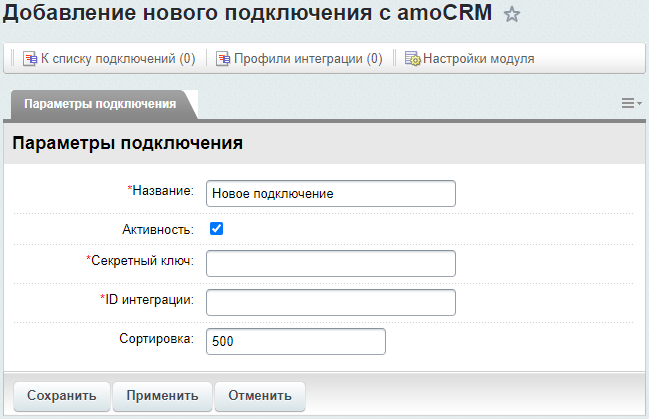 Добавление нового подключения с amoCRM
К списку подключений (0) Профили интеграции (0) Настройки модуля
Параметры подключения
Параметры подключения
*Название: Новое подключение
Активность:
*Секретный ключ:
*ID интеграции:
Сортировка: 500
Сохранить Применить Отменить